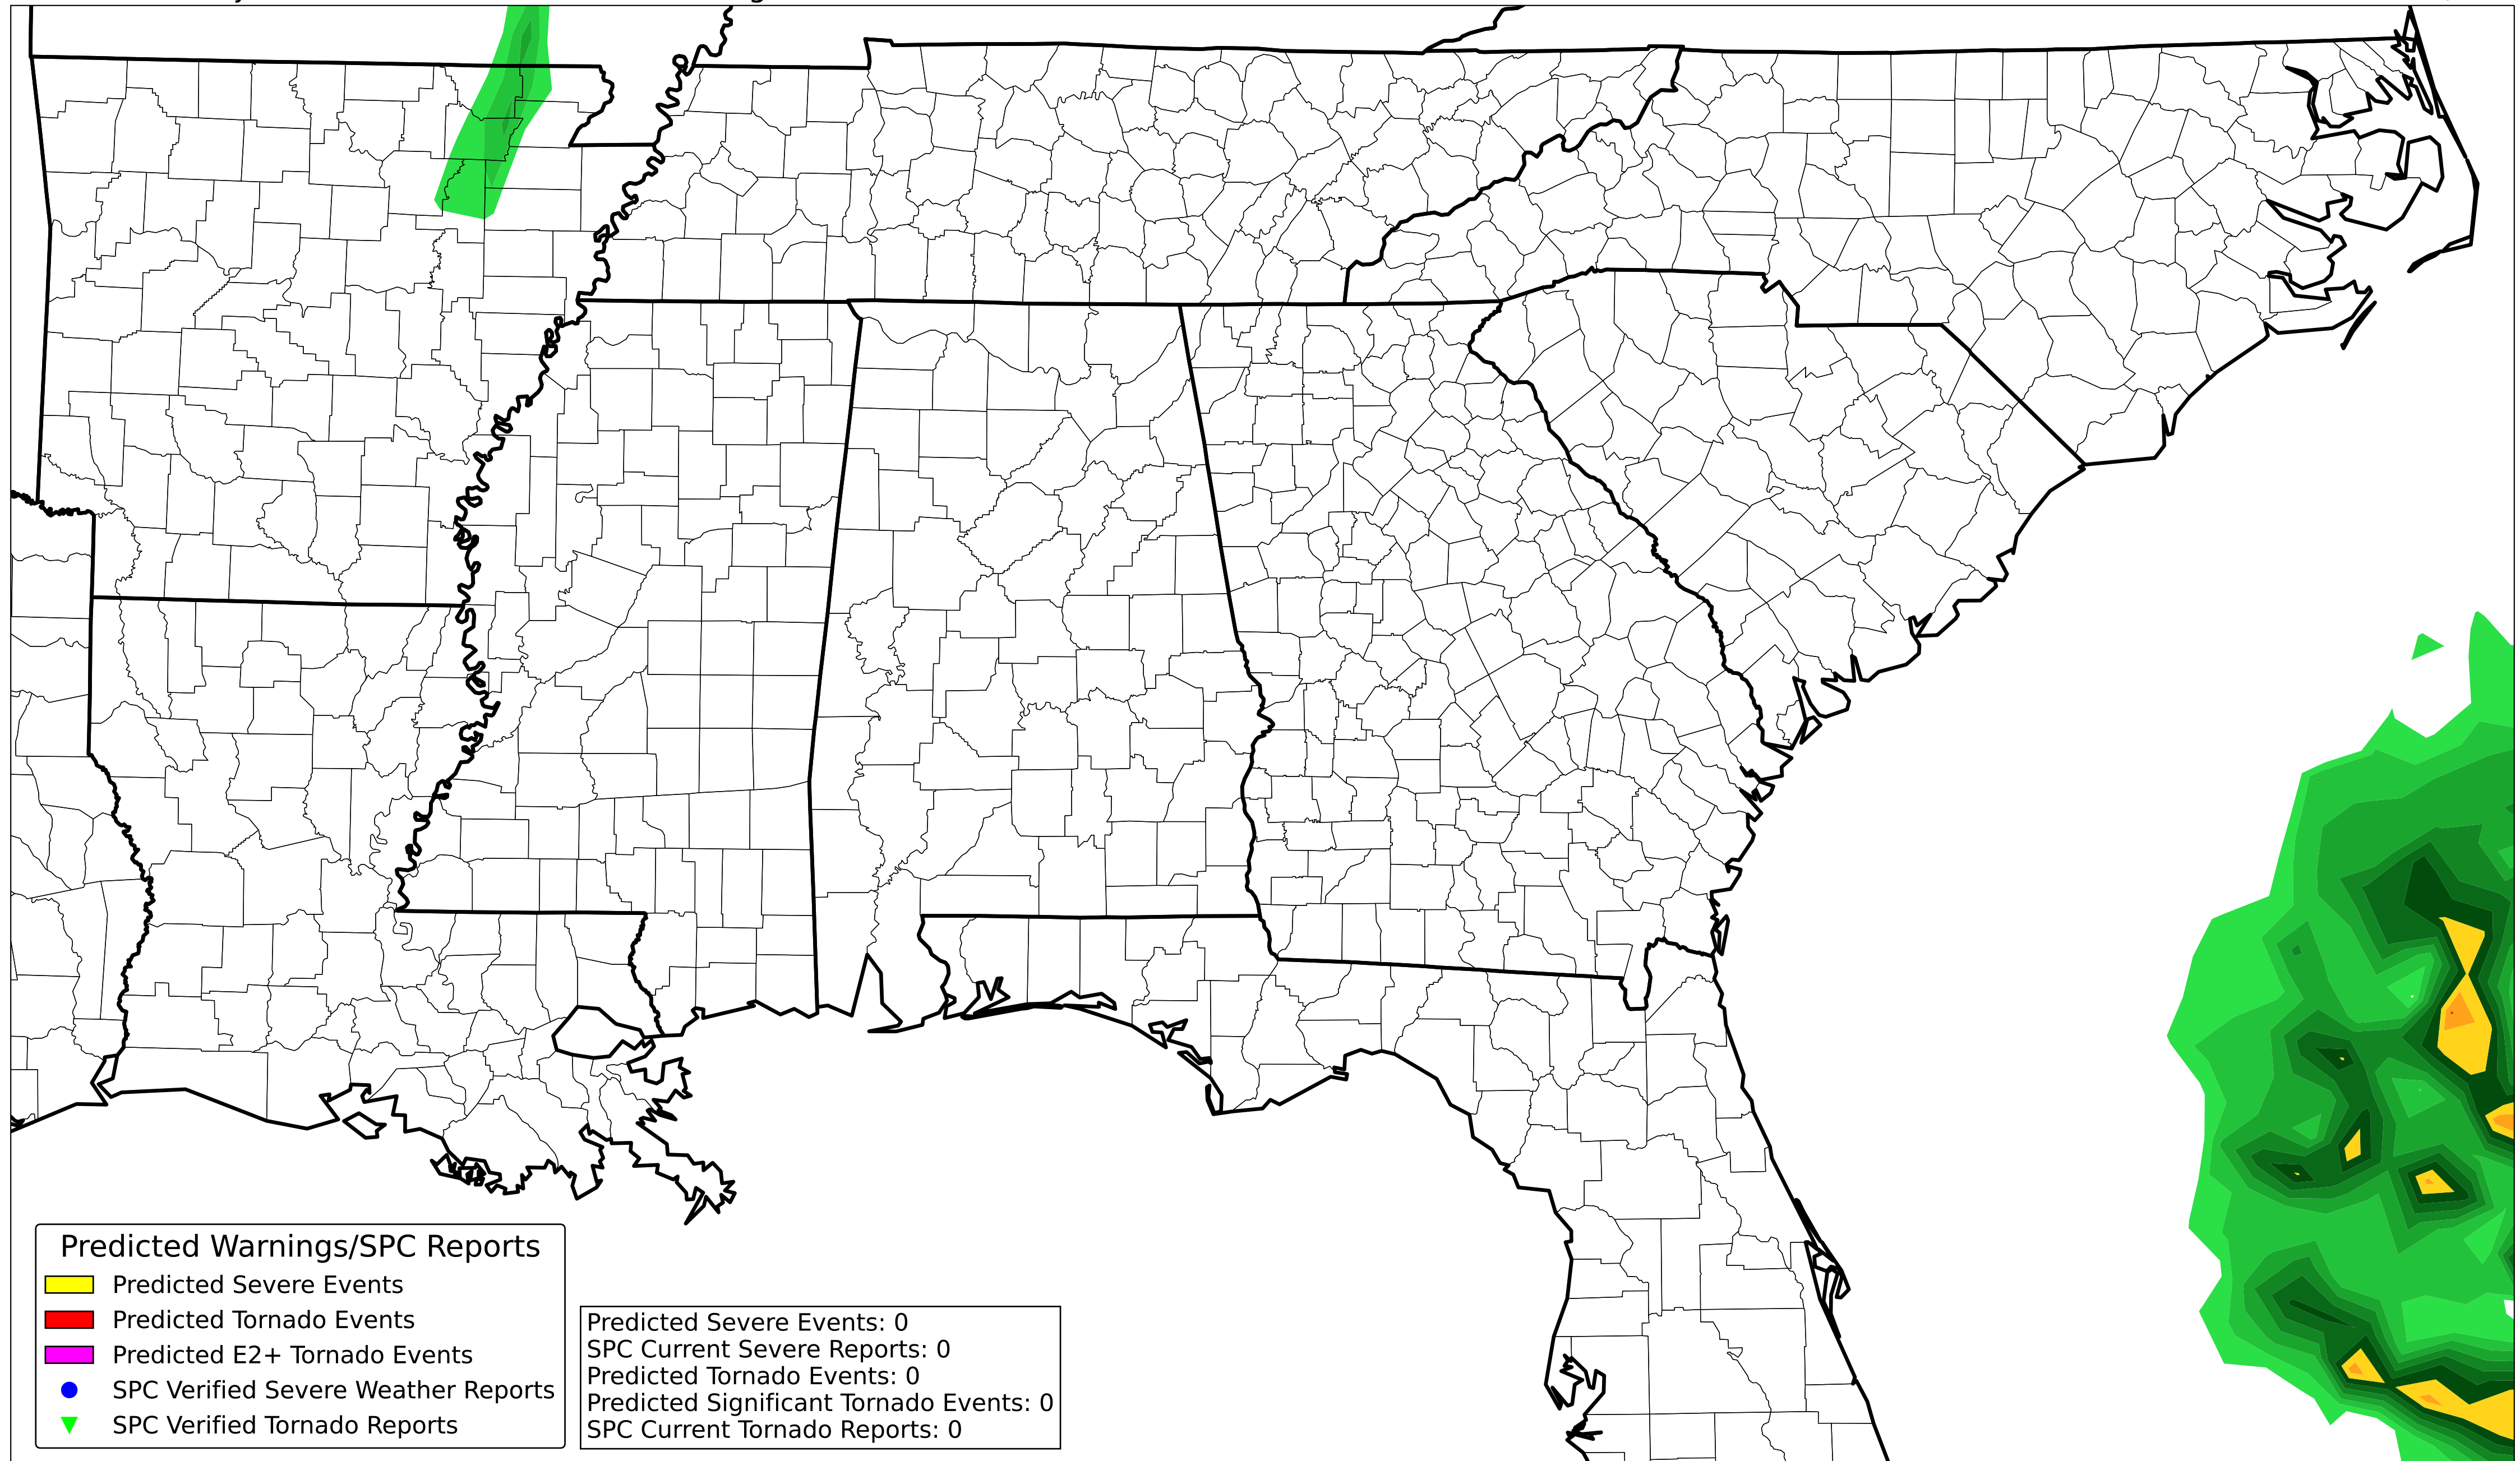 Predicted Warnings/SPC Reports
Predicted Severe Events
Predicted Tornado Events
Predicted E2+ Tornado Events
SPC Verified Severe Weather Reports
SPC Verified Tornado Reports
Predicted Severe Events: 0
SPC Current Severe Reports: 0
Predicted Tornado Events: 0
Predicted Significant Tornado Events: 0
SPC Current Tornado Reports: 0